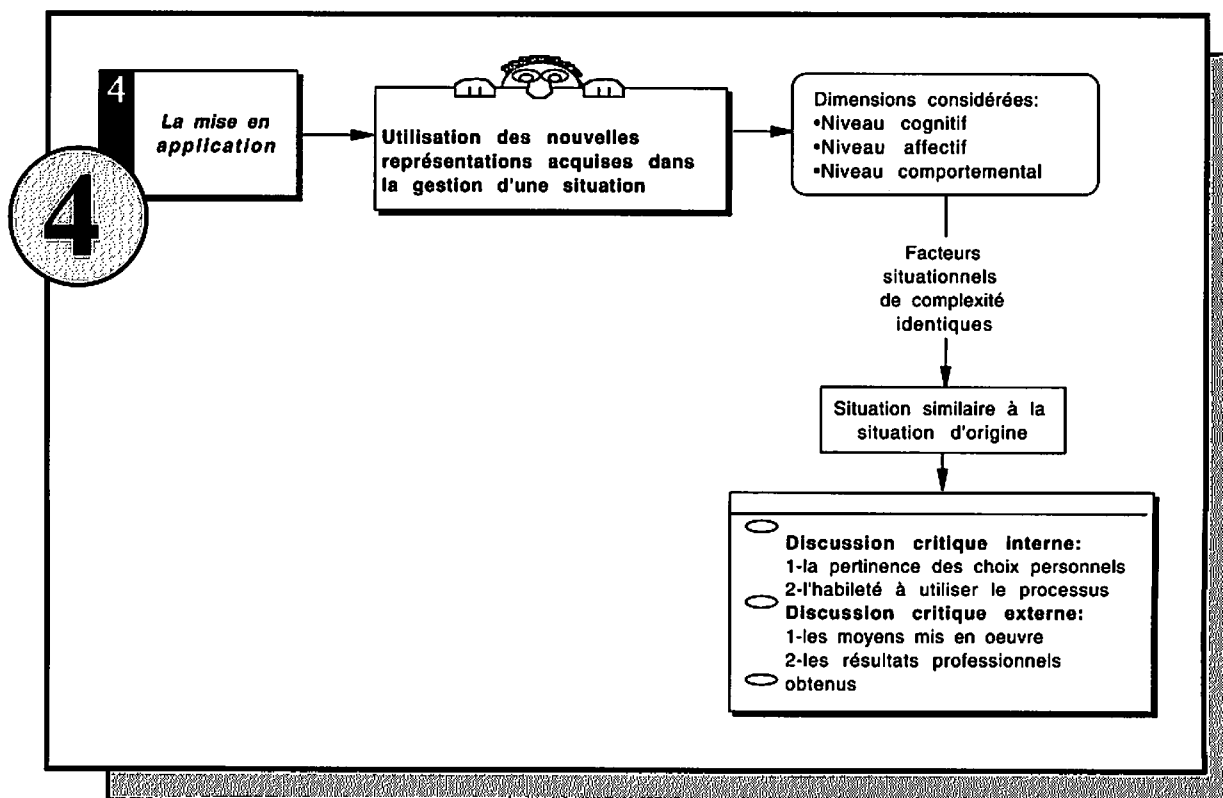 4
La mise en
application
4
Utilisation des nouvelles
représentations acquises dans
la gestion d'une situation
Dimensions considérées:
•Niveau cognitif
•Niveau affectif
•Niveau comportemental
Facteurs
situationnels
de complexité
identiques
Situation similaire à la
situation d'origine
Discussion critique interne:
1-la pertinence des choix personnels
2-l'habileté à utiliser le processus
Discussion critique externe:
1-les moyens mis en oeuvre
2-les résultats professionnels
obtenus